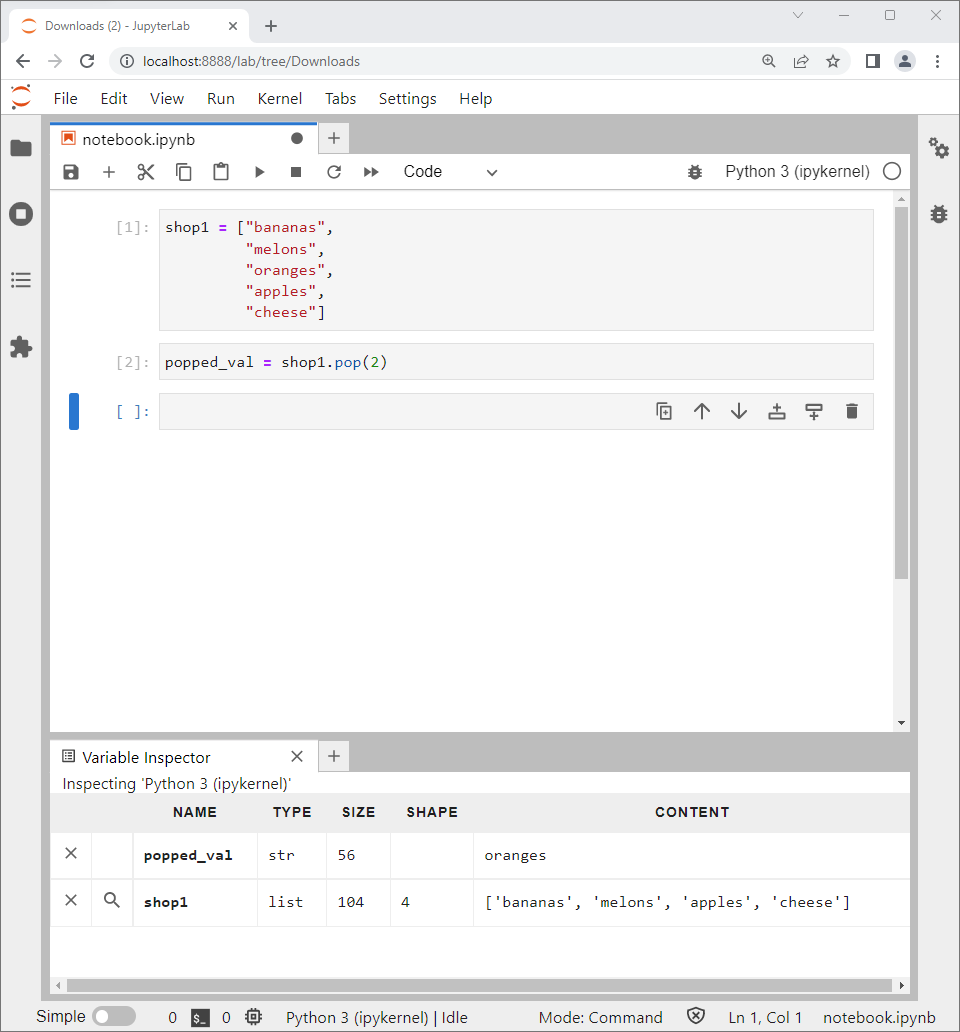 Downloads (2) - JupyterLab
localhost:8888/lab/tree/Downloads
File Edit View Run Kernel Tabs Settings Help
notebook.ipynb
Code Python 3 (ipykernel)
[1]: shop1 = ["bananas",
"melons",
"oranges",
"apples",
"cheese"]
[2]: popped_val = shop1.pop(2)
[ ]:
Variable Inspector
Inspecting 'Python 3 (ipykernel)'
NAME TYPE SIZE SHAPE CONTENT
popped_val str 56 oranges
shop1 list 104 4 ['bananas', 'melons', 'apples', 'cheese']
Simple 0 $_ 0 Python 3 (ipykernel) | Idle Mode: Command Ln 1, Col 1 notebook.ipynb